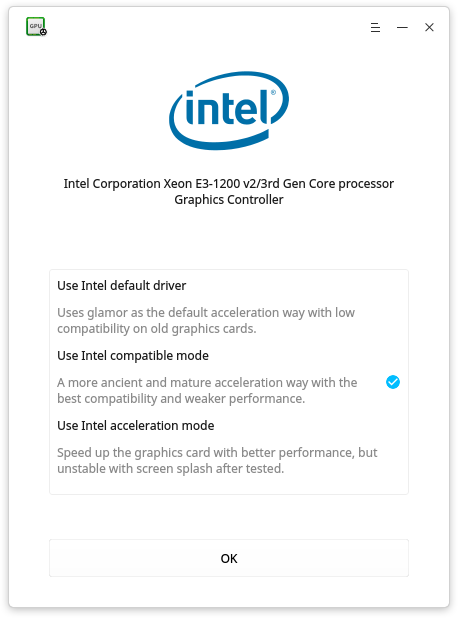 GPU
intel®
Intel Corporation Xeon E3-1200 v2/3rd Gen Core processor
Graphics Controller
Use Intel default driver
Uses glamor as the default acceleration way with low
compatibility on old graphics cards.
Use Intel compatible mode
A more ancient and mature acceleration way with the
best compatibility and weaker performance.
Use Intel acceleration mode
Speed up the graphics card with better performance, but
unstable with screen splash after tested.
OK